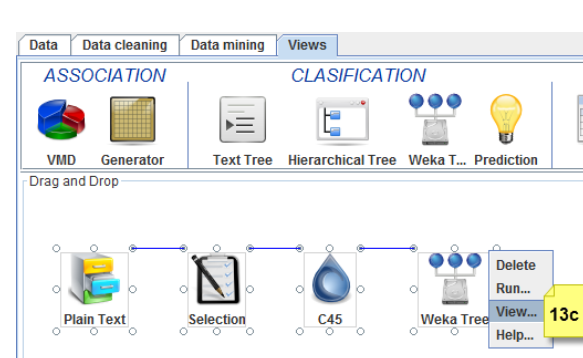 Data Data cleaning Data mining Views
ASSOCIATION CLASIFICATION
VMD Generator Text Tree Hierarchical Tree Weka T... Prediction
Drag and Drop
Plain Text Selection C45 Weka Tree
Delete
Run...
View... 13c
Help...